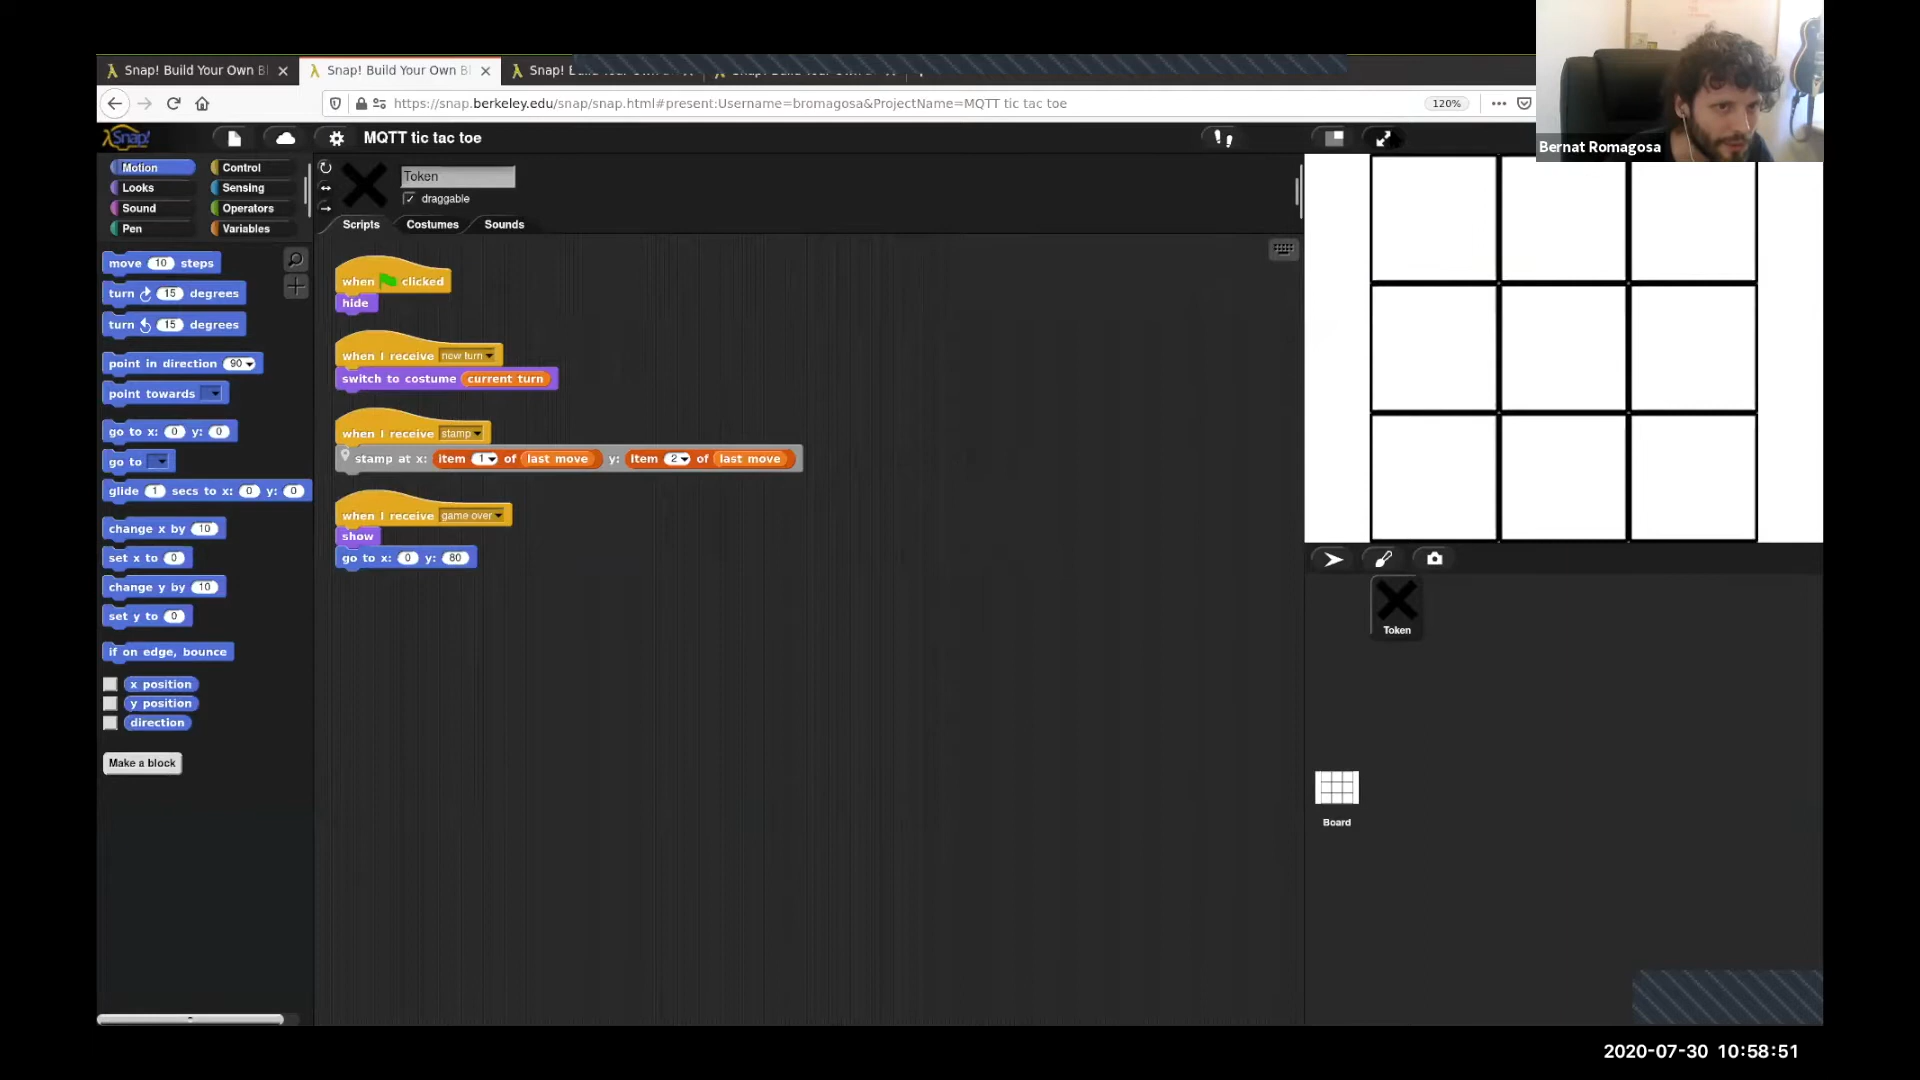 Snap! Build Your Own Bl
Snap! Build Your Own Bl
Snap!
https://snap.berkeley.edu/snap/snap.html#present:Username=bromagosa&ProjectName=MQTT tic tac toe
120%
Bernat Romagosa
Snap!
MQTT tic tac toe
Motion
Control
Looks
Sensing
Sound
Operators
Pen
Variables
Token
draggable
Scripts
Costumes
Sounds
move 10 steps
turn 15 degrees
turn 15 degrees
point in direction 90
point towards
go to x: 0 y: 0
go to
glide 1 secs to x: 0 y: 0
change x by 10
set x to 0
change y by 10
set y to 0
if on edge, bounce
x position
y position
direction
Make a block
when clicked
hide
when I receive new turn
switch to costume current turn
when I receive stamp
stamp at x: item 1 of last move y: item 2 of last move
when I receive game over
show
go to x: 0 y: 80
Token
Board
2020-07-30 10:58:51